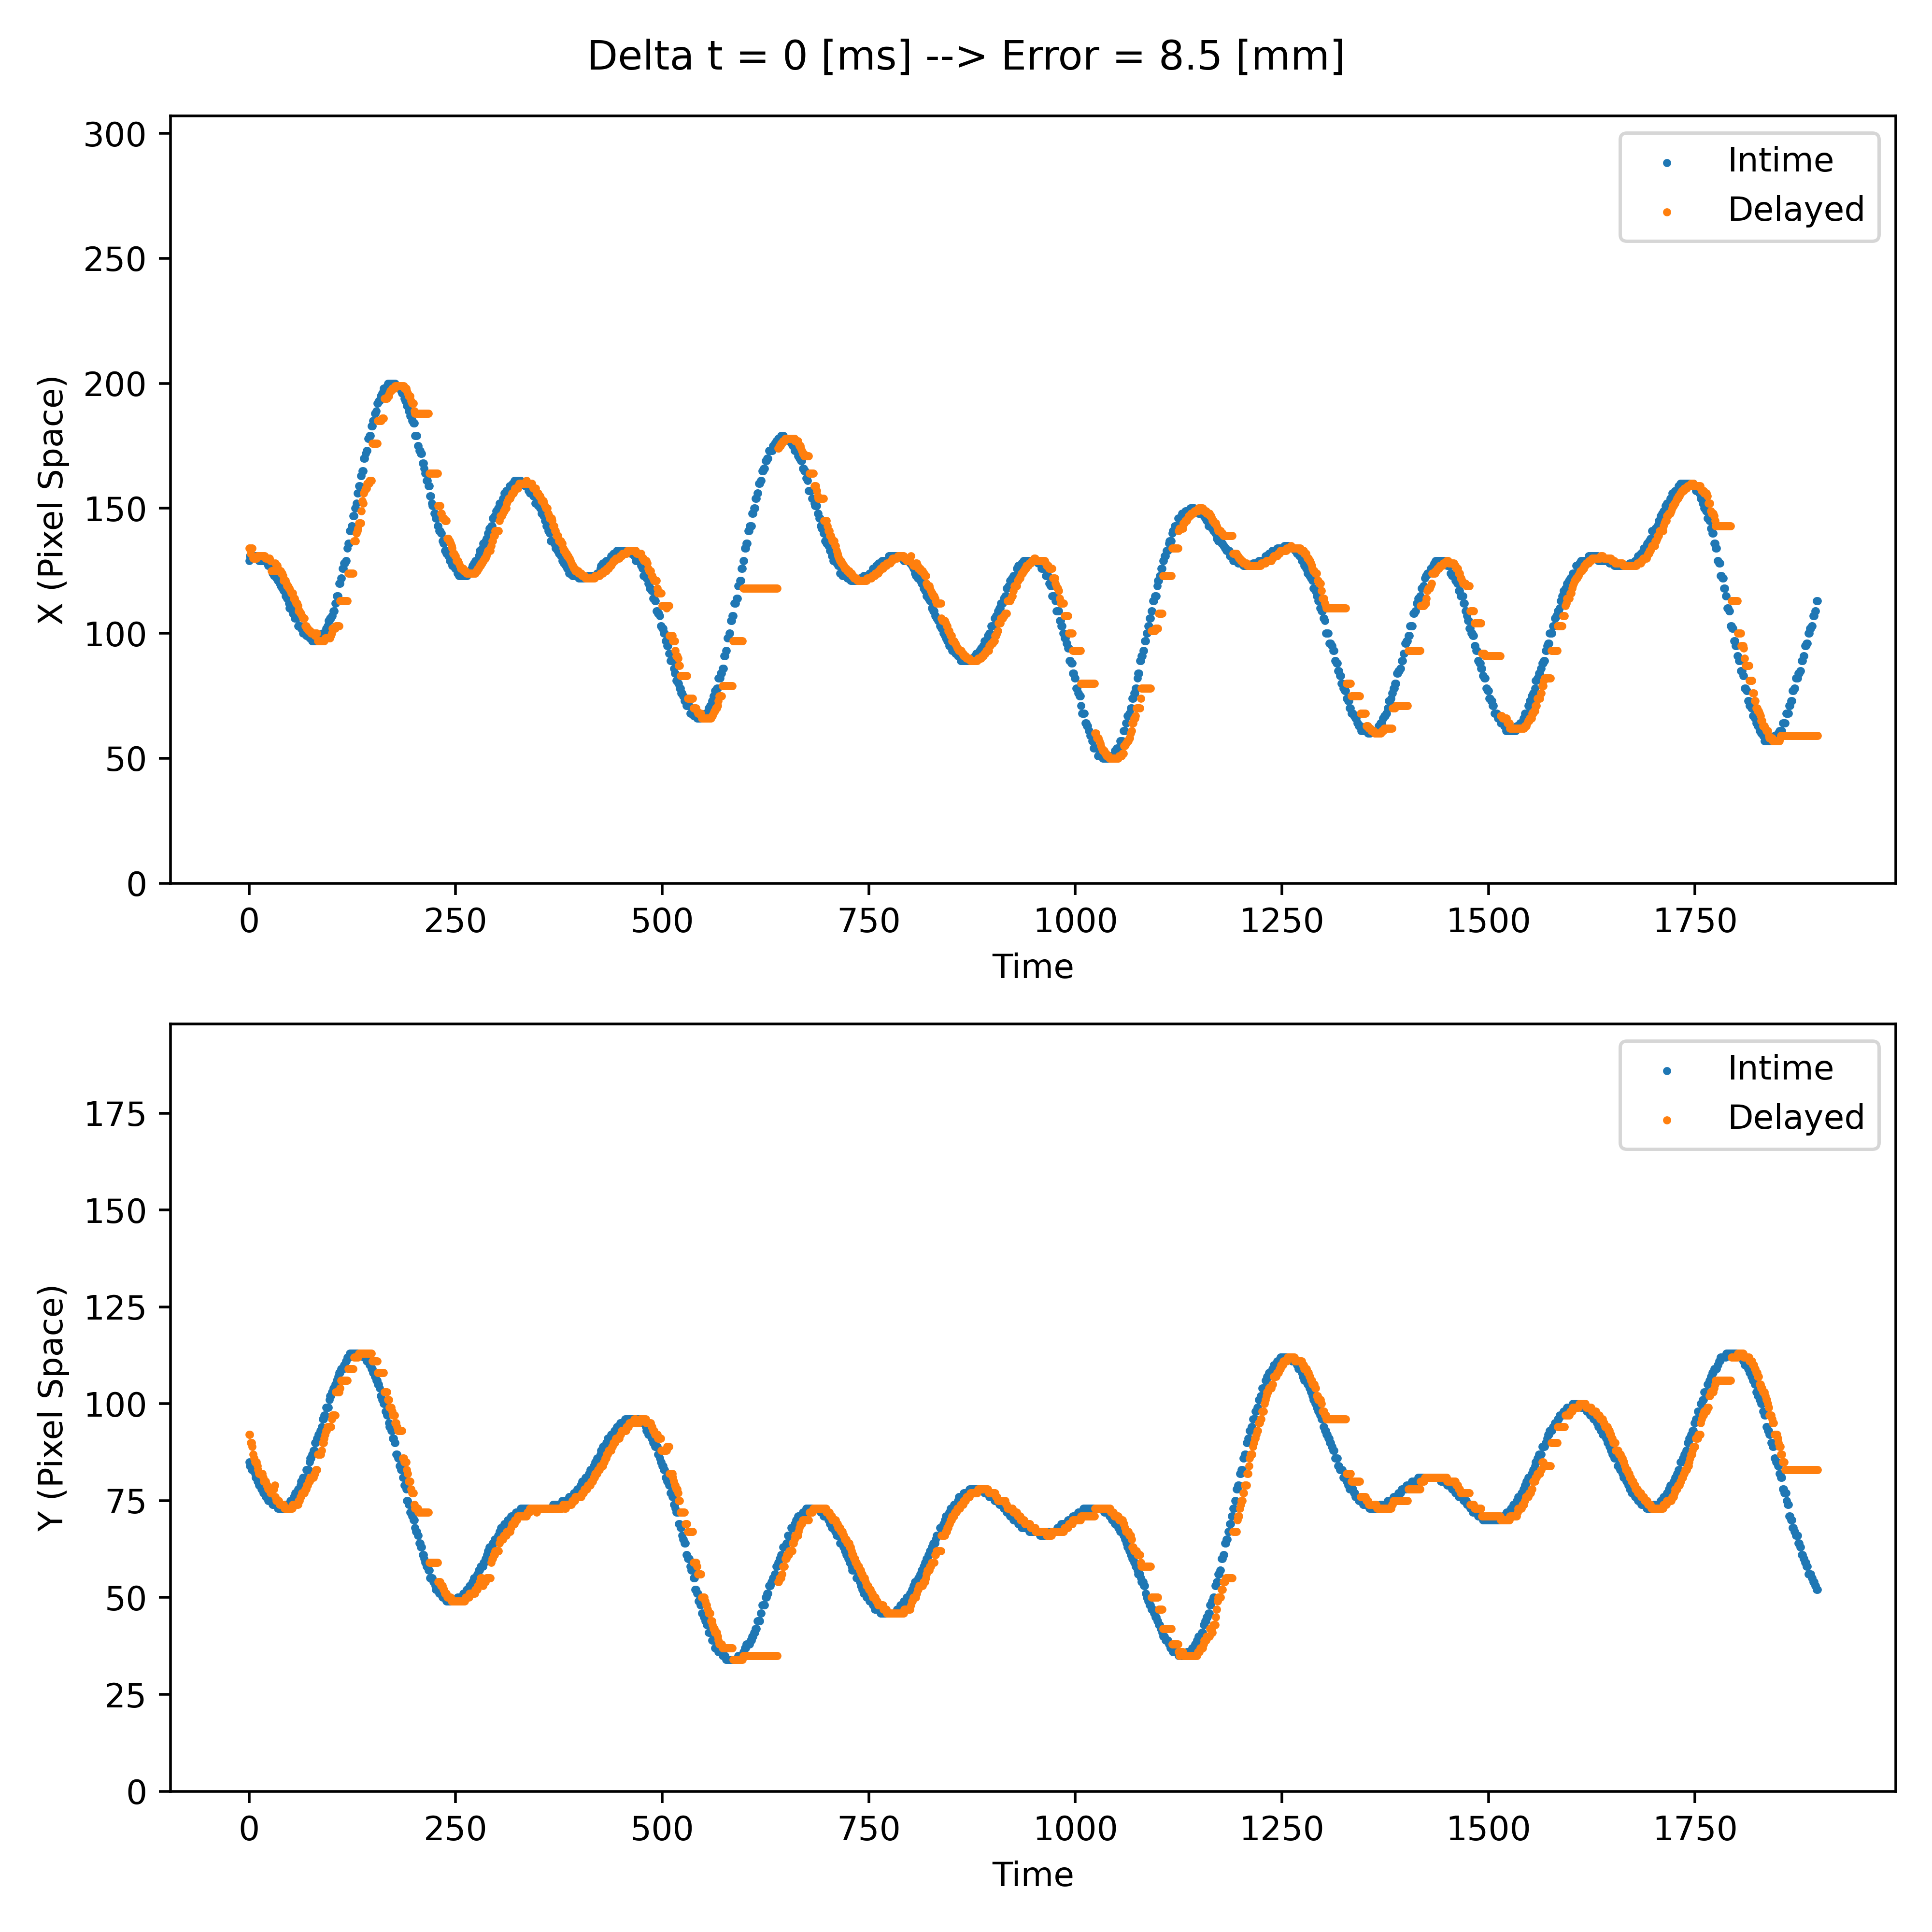 Delta t = 0 [ms] --> Error = 8.5 [mm]
300
250
200
150
100
50
0
X (Pixel Space)
Intime
Delayed
0 250 500 750 1000 1250 1500 1750
Time
175
150
125
100
75
50
25
0
Y (Pixel Space)
Intime
Delayed
0 250 500 750 1000 1250 1500 1750
Time